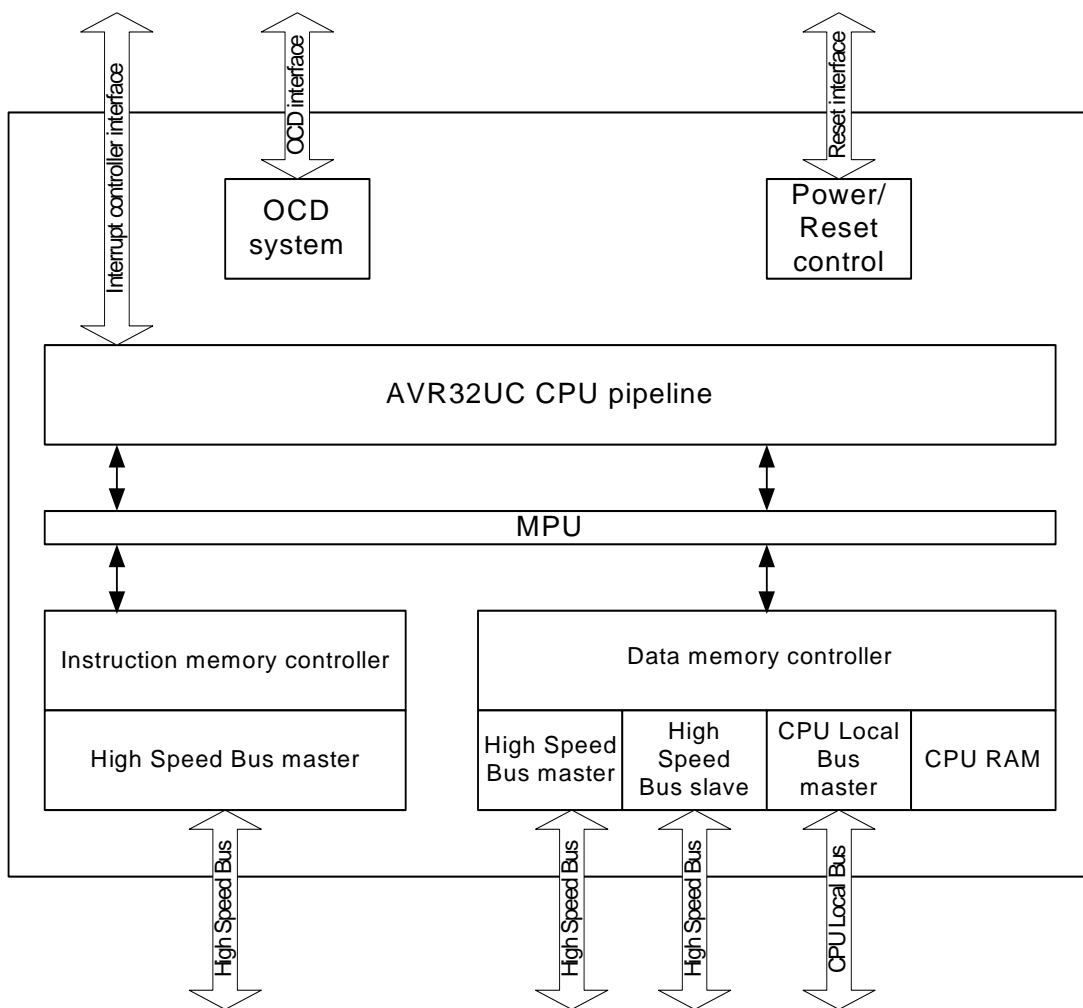 Interrupt controller interface
OCD interface
Reset interface
OCD
system
Power/
Reset
control
AVR32UC CPU pipeline
MPU
Instruction memory controller
Data memory controller
High Speed Bus master
High Speed
Bus master
High
Speed
Bus slave
CPU Local
Bus
master
CPU RAM
High Speed Bus
High Speed Bus
High Speed Bus
CPU Local Bus